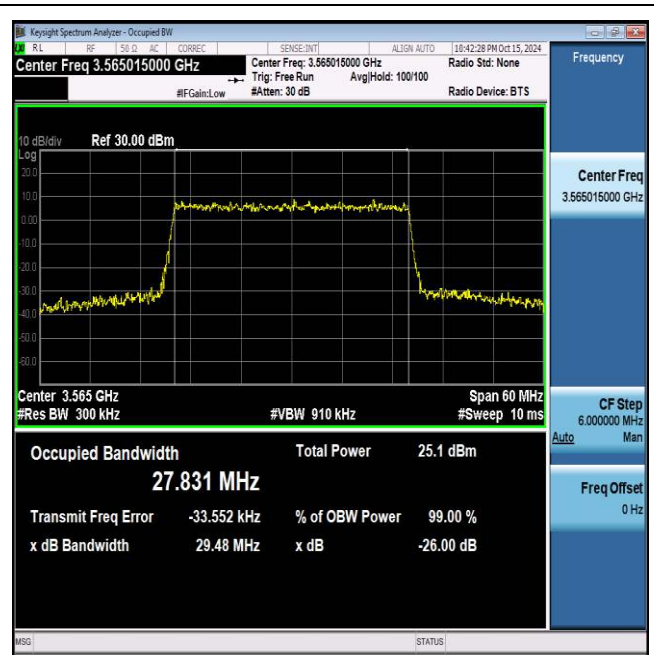 Keysight Spectrum Analyzer - Occupied BW
RL RF 50 Ω AC CORREC SENSE:INT ALIGN AUTO 10:42:28 PM Oct 15, 2024
Center Freq 3.565015000 GHz
Center Freq: 3.565015000 GHz Radio Std: None
Trig: Free Run Avg|Hold: 100/100
#IFGain:Low #Atten: 30 dB Radio Device: BTS
10 dB/div Ref 30.00 dBm
Log
20.0
10.0
0.00
-10.0
-20.0
-30.0
-40.0
-50.0
-60.0
Center 3.565 GHz Span 60 MHz
#Res BW 300 kHz #VBW 910 kHz #Sweep 10 ms
Occupied Bandwidth Total Power 25.1 dBm
27.831 MHz
Transmit Freq Error -33.552 kHz % of OBW Power 99.00 %
x dB Bandwidth 29.48 MHz x dB -26.00 dB
Frequency
Center Freq
3.565015000 GHz
CF Step
6.000000 MHz
Auto Man
Freq Offset
0 Hz
MSG STATUS